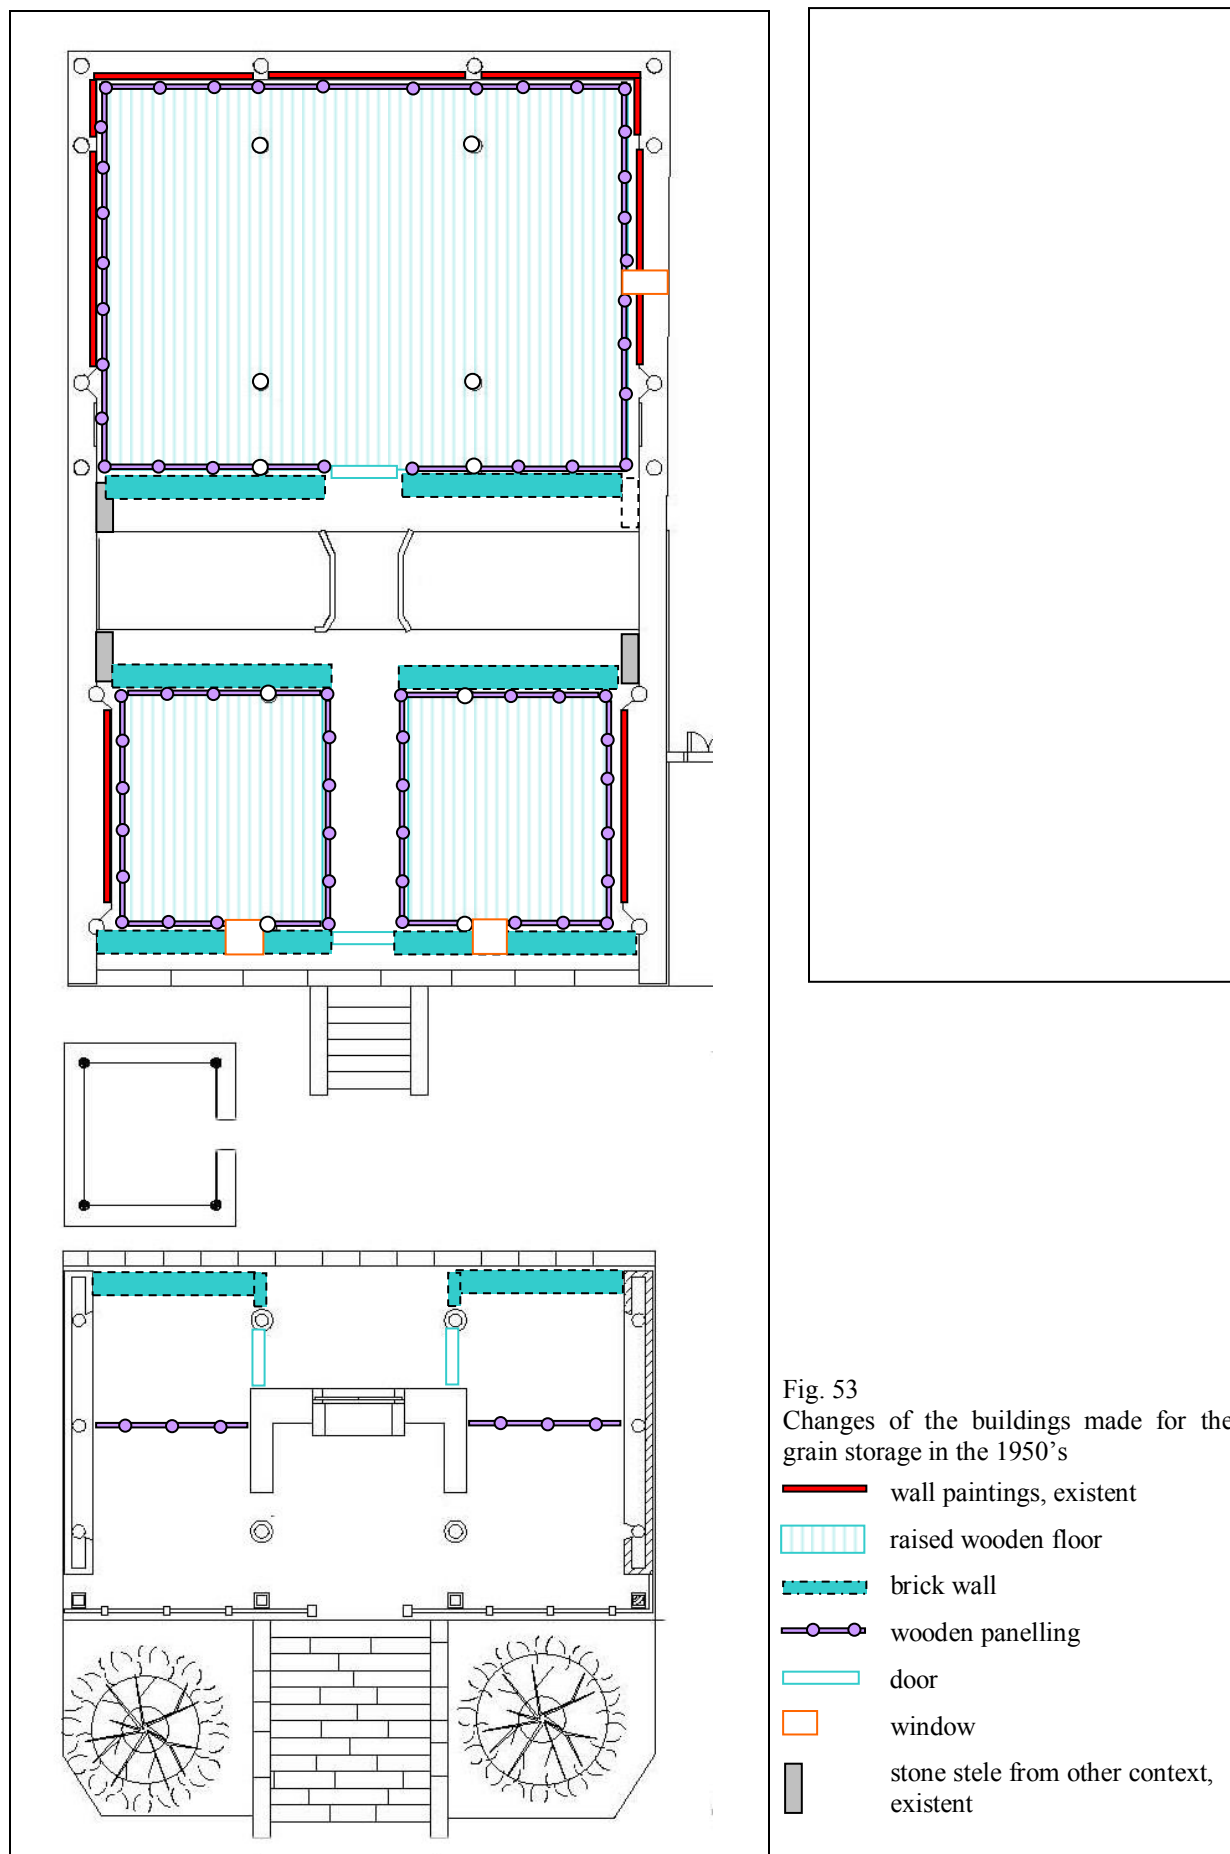 Fig. 53
Changes of the buildings made for the
grain storage in the 1950’s
wall paintings, existent
raised wooden floor
brick wall
wooden panelling
door
window
stone stele from other context,
existent